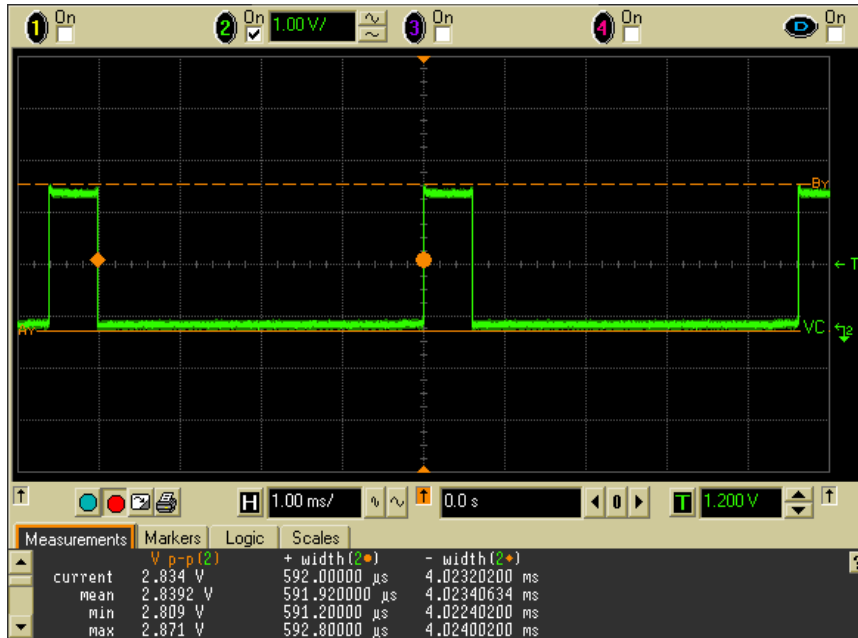 1 On 2 On 1.00 V/ 3 On 4 On D On
By
T
Ay VC 2
H 1.00 ms/ 0.0 s 0 T 1.200 V
Measurements Markers Logic Scales
V p-p(2) + width(2●) - width(2◆)
current 2.834 V 592.00000 µs 4.02320200 ms
mean 2.8392 V 591.920000 µs 4.02340634 ms
min 2.809 V 591.20000 µs 4.02240200 ms
max 2.871 V 592.80000 µs 4.02400200 ms
?